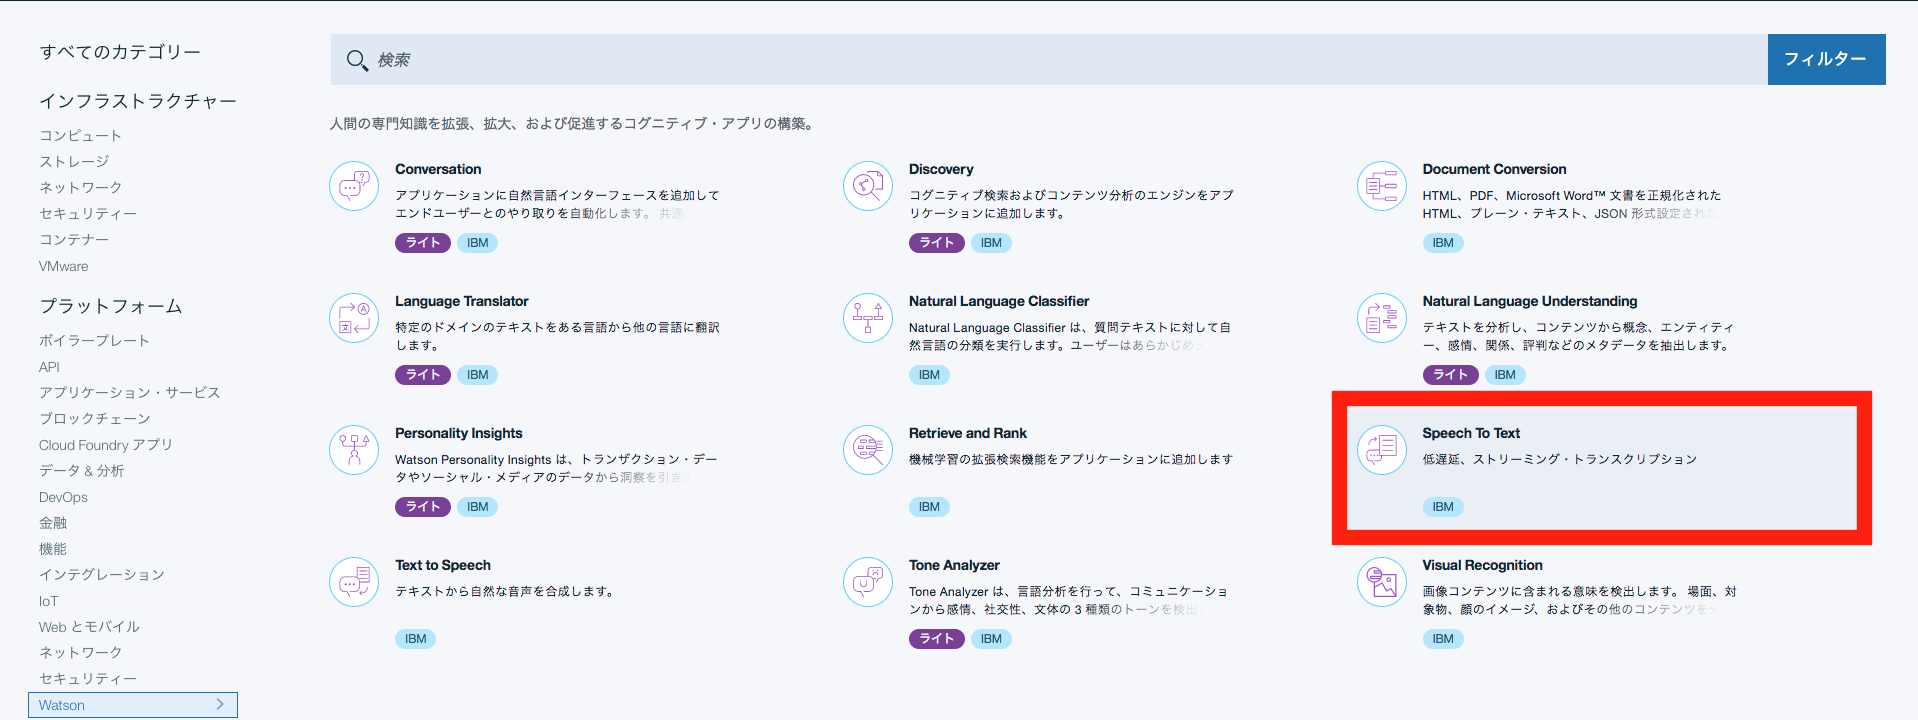 すべてのカテゴリー
インフラストラクチャー
コンピュート
ストレージ
ネットワーク
セキュリティー
コンテナー
VMware
プラットフォーム
ボイラープレート
API
アプリケーション・サービス
ブロックチェーン
Cloud Foundry アプリ
データ & 分析
DevOps
金融
機能
インテグレーション
IoT
Web とモバイル
ネットワーク
セキュリティー
Watson
検索
フィルター
人間の専門知識を拡張、拡大、および促進するコグニティブ・アプリの構築。
Conversation
アプリケーションに自然言語インターフェースを追加して
エンドユーザーとのやり取りを自動化します。 共通
ライト IBM
Discovery
コグニティブ検索およびコンテンツ分析のエンジンをアプ
リケーションに追加します。
ライト IBM
Document Conversion
HTML、PDF、Microsoft Word™ 文書を正規化された
HTML、プレーン・テキスト、JSON 形式設定された
IBM
Language Translator
特定のドメインのテキストをある言語から他の言語に翻訳
します。
ライト IBM
Natural Language Classifier
Natural Language Classifier は、質問テキストに対して自
然言語の分類を実行します。ユーザーはあらかじめ
IBM
Natural Language Understanding
テキストを分析し、コンテンツから概念、エンティティ
ー、感情、関係、評判などのメタデータを抽出します。
ライト IBM
Personality Insights
Watson Personality Insights は、トランザクション・デー
タやソーシャル・メディアのデータから洞察を引き
ライト IBM
Retrieve and Rank
機械学習の拡張検索機能をアプリケーションに追加します
IBM
Speech To Text
低遅延、ストリーミング・トランスクリプション
IBM
Text to Speech
テキストから自然な音声を合成します。
IBM
Tone Analyzer
Tone Analyzer は、言語分析を行って、コミュニケーショ
ンから感情、社交性、文体の 3 種類のトーンを検出
ライト IBM
Visual Recognition
画像コンテンツに含まれる意味を検出します。 場面、対
象物、顔のイメージ、およびその他のコンテンツを
IBM